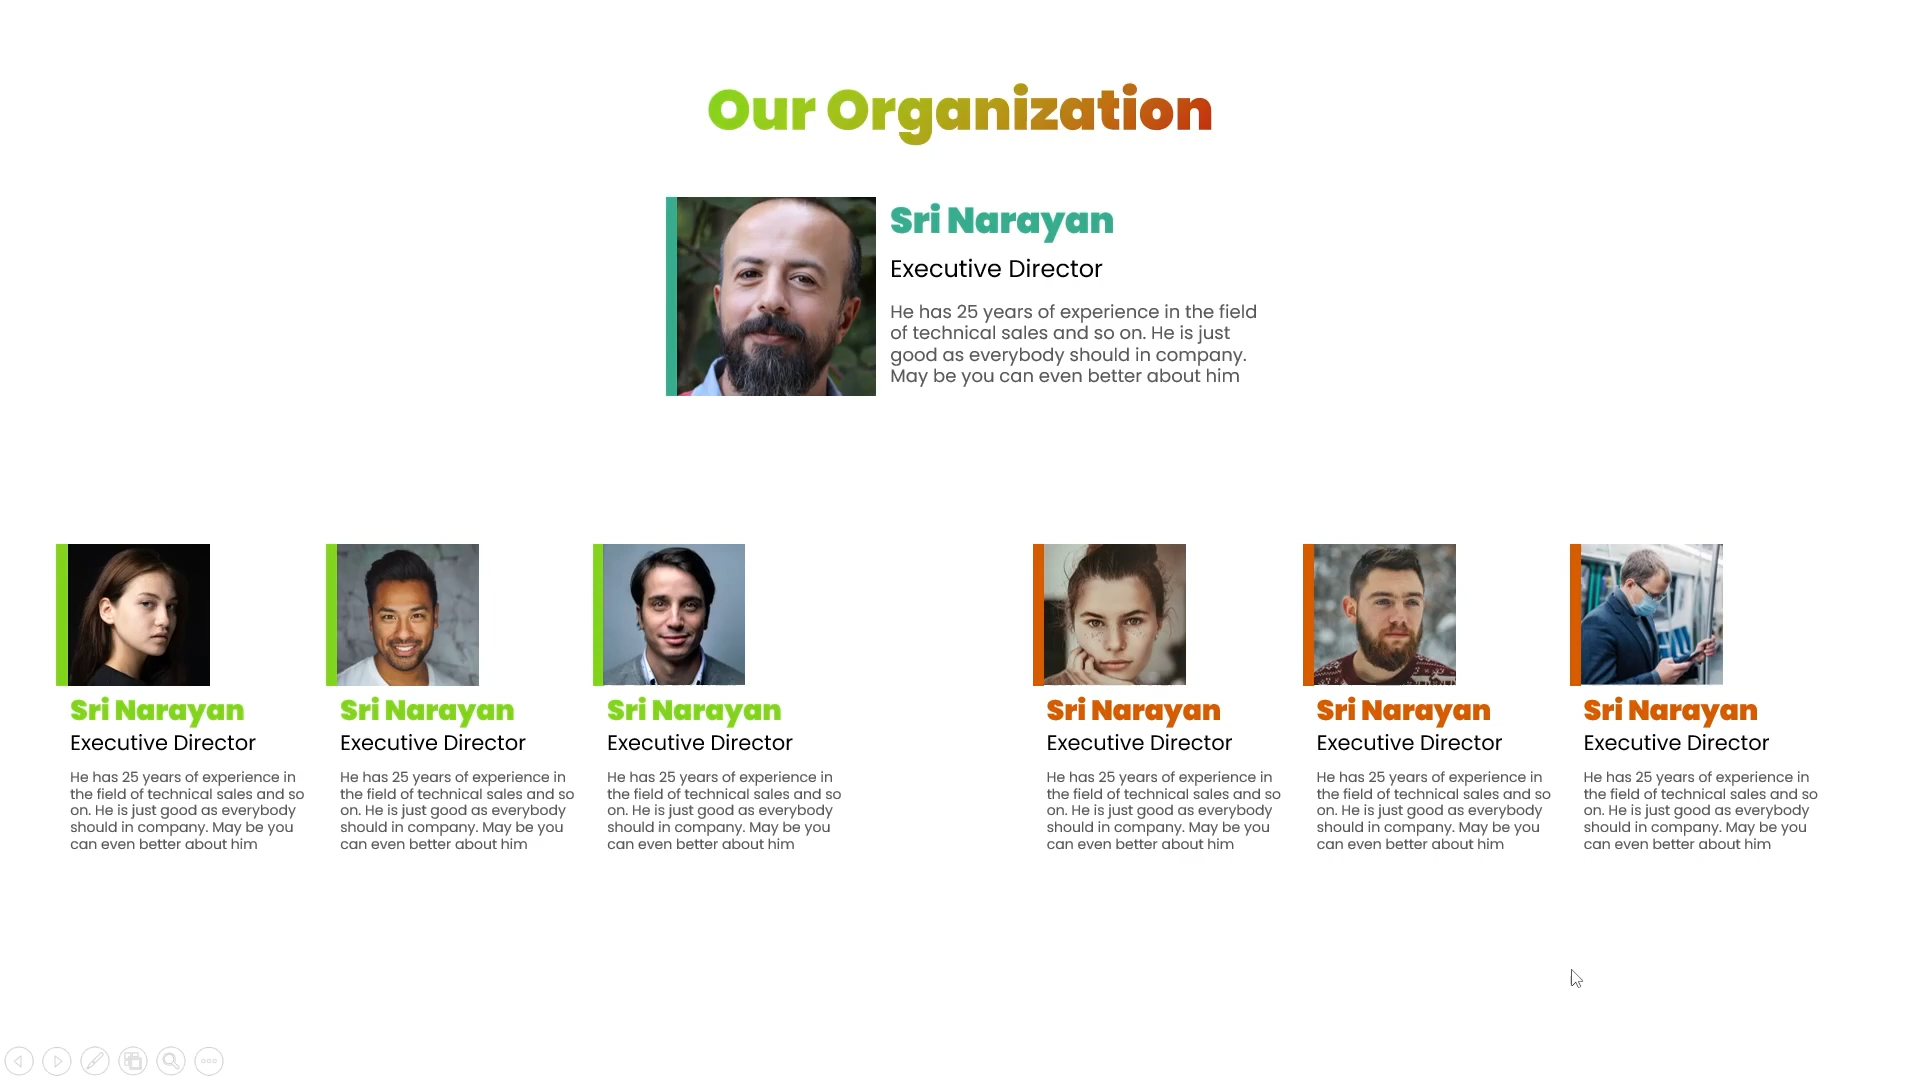 Our Organization
Sri Narayan
Executive Director
He has 25 years of experience in the field
of technical sales and so on. He is just
good as everybody should in company.
May be you can even better about him
Sri Narayan
Executive Director
He has 25 years of experience in
the field of technical sales and so
on. He is just good as everybody
should in company. May be you
can even better about him
Sri Narayan
Executive Director
He has 25 years of experience in
the field of technical sales and so
on. He is just good as everybody
should in company. May be you
can even better about him
Sri Narayan
Executive Director
He has 25 years of experience in
the field of technical sales and so
on. He is just good as everybody
should in company. May be you
can even better about him
Sri Narayan
Executive Director
He has 25 years of experience in
the field of technical sales and so
on. He is just good as everybody
should in company. May be you
can even better about him
Sri Narayan
Executive Director
He has 25 years of experience in
the field of technical sales and so
on. He is just good as everybody
should in company. May be you
can even better about him
Sri Narayan
Executive Director
He has 25 years of experience in
the field of technical sales and so
on. He is just good as everybody
should in company. May be you
can even better about him